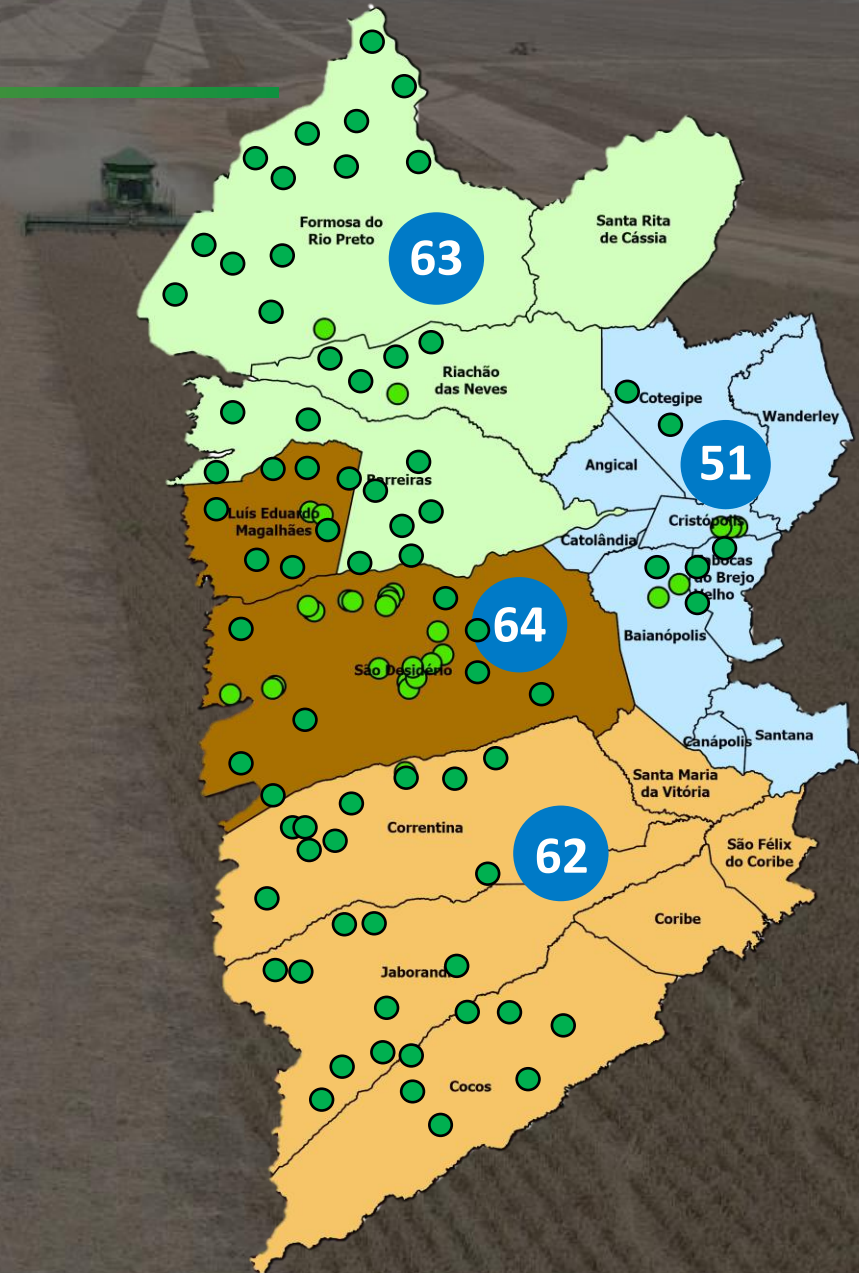 Formosa do
Rio Preto
63
Santa Rita
de Cássia
Riachão
das Neves
Cotegipe
Wanderley
51
Angical
Barreiras
Luís Eduardo
Magalhães
Cristópolis
Catolândia
Tabocas
do Brejo
Velho
64
Baianópolis
São Desidério
Canápolis
Santana
Santa Maria
da Vitória
Correntina
62
São Félix
do Coribe
Coribe
Jaborandi
Cocos